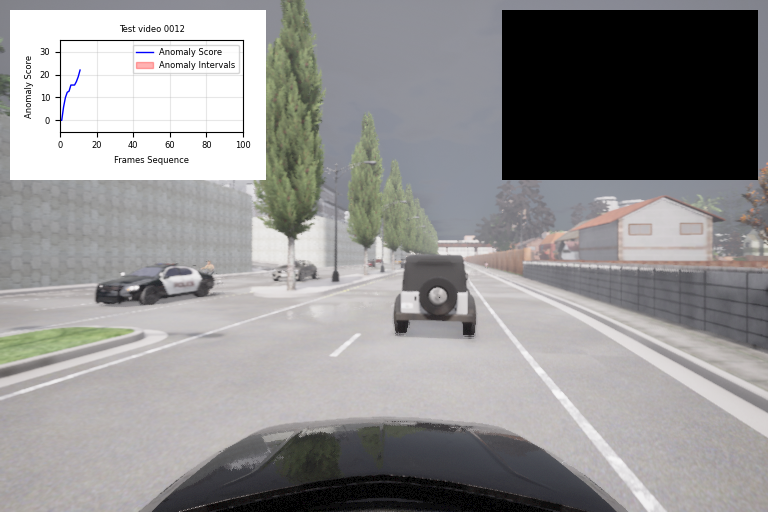 Test video 0012
Anomaly Score
Anomaly Intervals
30
20
10
0
Anomaly Score
0 20 40 60 80 100
Frames Sequence